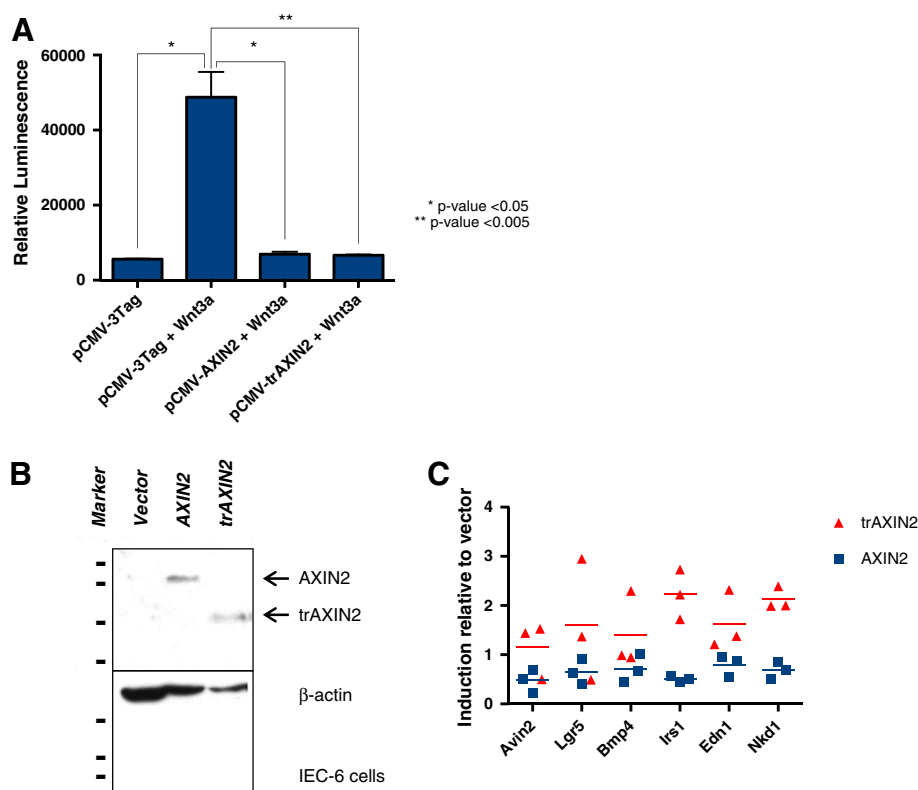 A
**
*
*
60000
40000
20000
0
Relative Luminescence
* p-value <0.05
** p-value <0.005
pCMV-3Tag
pCMV-3Tag + Wnt3a
pCMV-AXIN2 + Wnt3a
pCMV-trAXIN2 + Wnt3a
B
Marker
Vector
AXIN2
trAXIN2
AXIN2
trAXIN2
β-actin
IEC-6 cells
C
4
3
2
1
0
Induction relative to vector
trAXIN2
AXIN2
Avin2
Lgr5
Bmp4
Irs1
Edn1
Nkd1